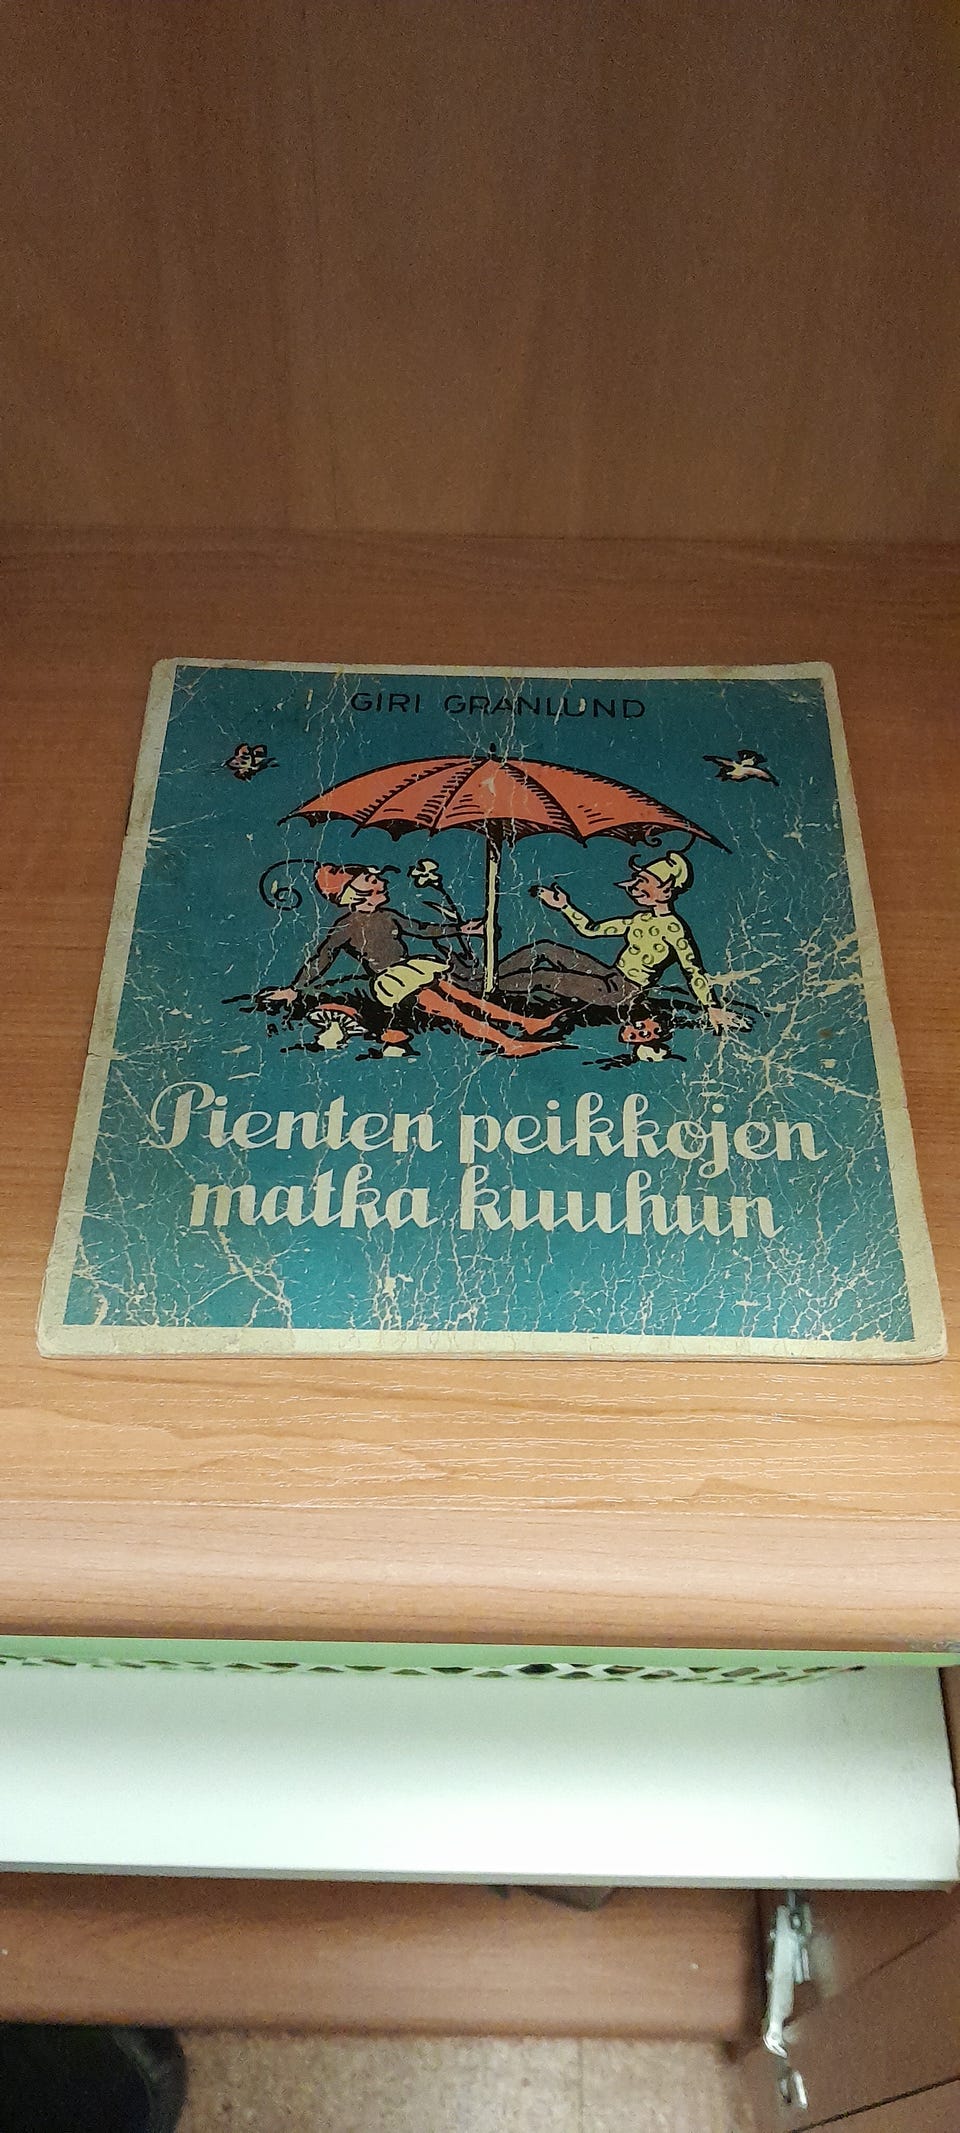 GIRI GRANLUND
Pienten peikkojen
matka kuuhun